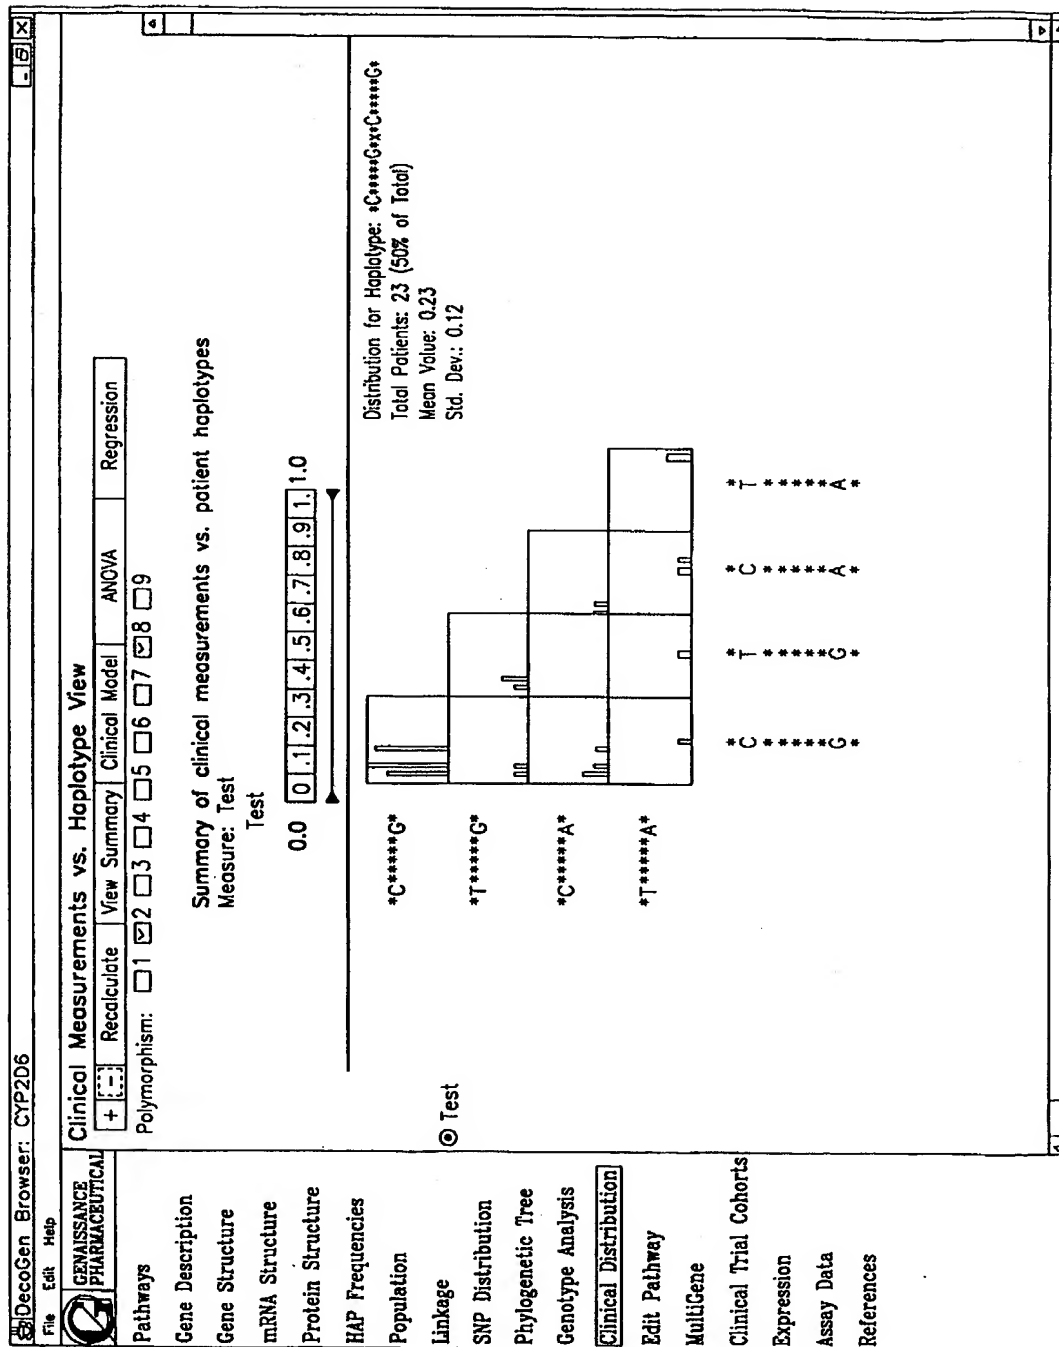 DecoGen Browser: CYP2D6
File Edit Help
GENAISSANCE
PHARMACEUTICAL
Pathways
Gene Description
Gene Structure
mRNA Structure
Protein Structure
HAP Frequencies
Population
Linkage
SNP Distribution
Phylogenetic Tree
Genotype Analysis
Clinical Distribution
Edit Pathway
MultiGene
Clinical Trial Cohorts
Expression
Assay Data
References
Clinical Measurements vs. Haplotype View
+ - Recalculate View Summary Clinical Model ANOVA Regression
Polymorphism: 1 2 3 4 5 6 7 8 9
Summary of clinical measurements vs. patient haplotypes
Measure: Test
Test
0.0 0 .1 .2 .3 .4 .5 .6 .7 .8 .9 1. 1.0
Test
Distribution for Haplotype: *C*****G*x*C*****G*
Total Patients: 23 (50% of Total)
Mean Value: 0.23
Std. Dev.: 0.12
*C*****G*
*T*****G*
*C*****A*
*T*****A*
*C*****G*
*T*****G*
*C*****A*
*T*****A*